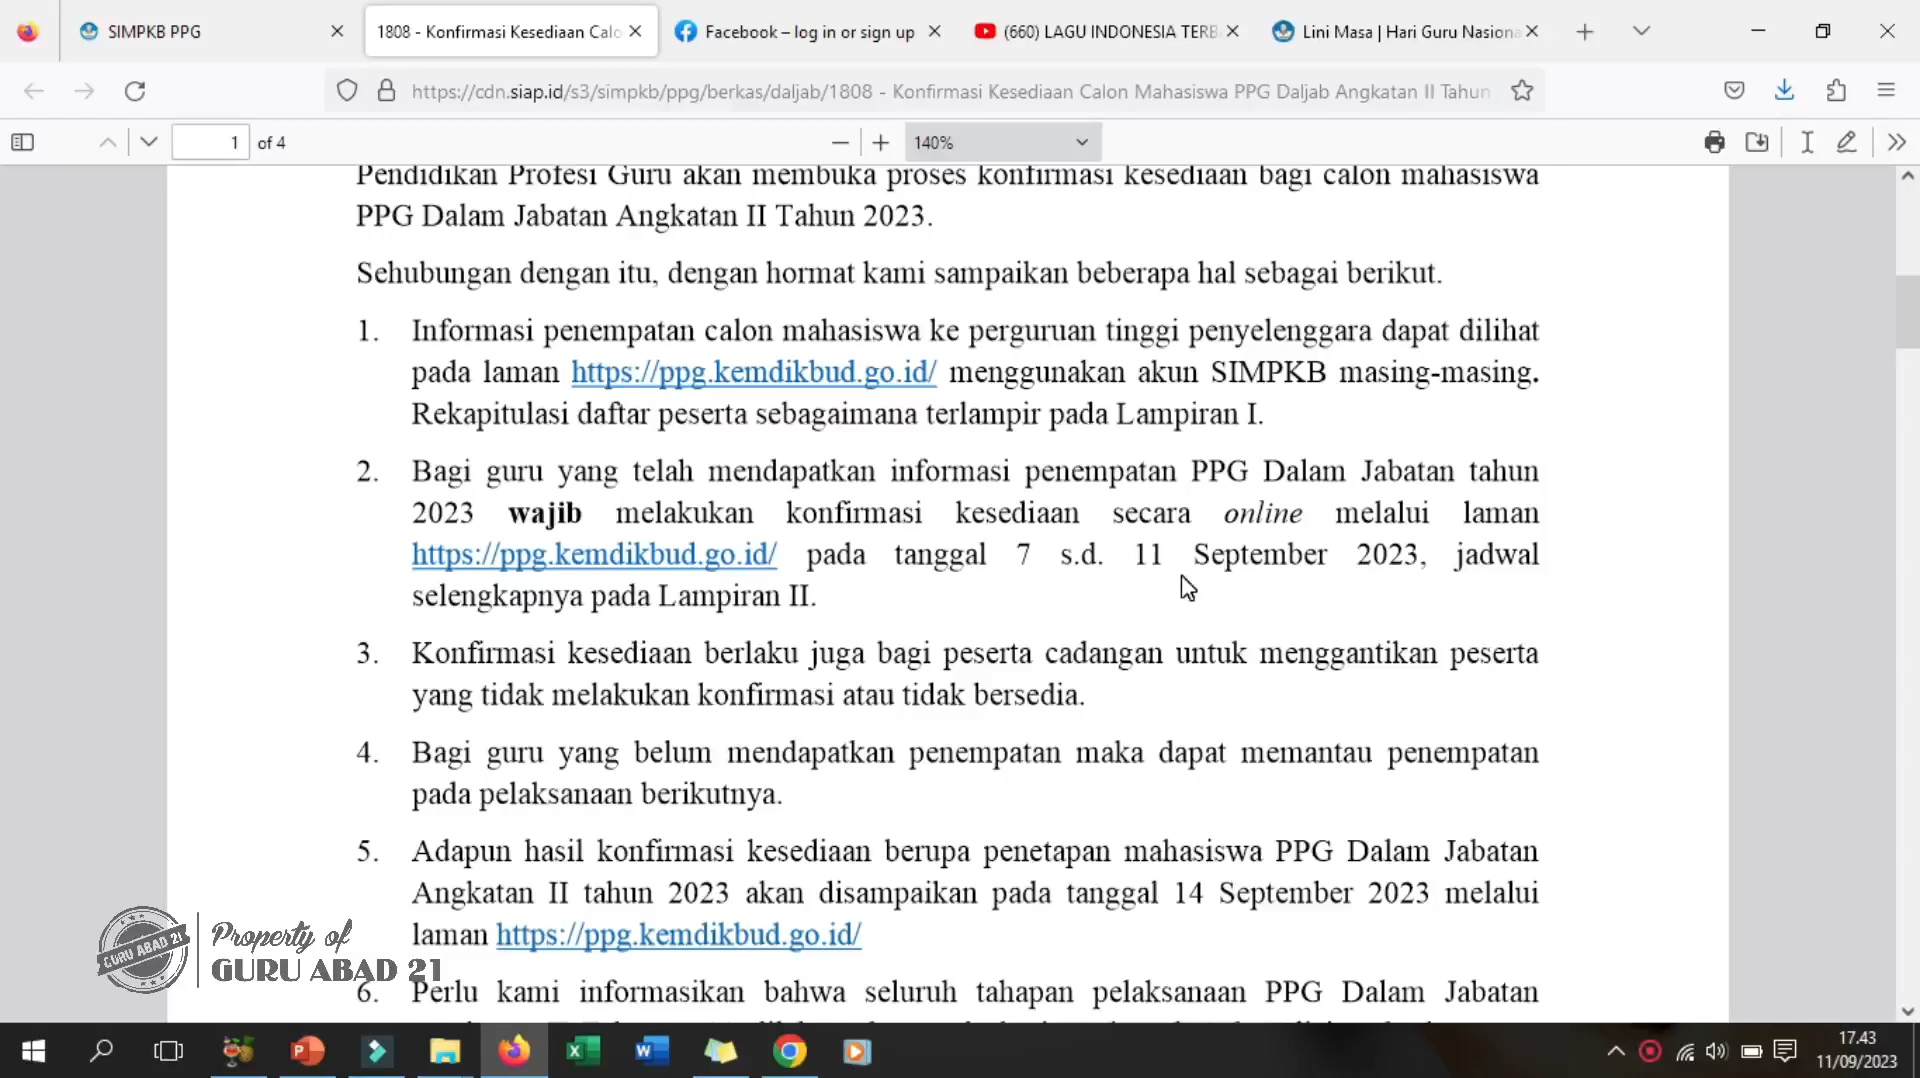 SIMPKB PPG
1808 - Konfirmasi Kesediaan Calo
Facebook – log in or sign up
(660) LAGU INDONESIA TERB
Lini Masa | Hari Guru Nasiona
https://cdn.siap.id/s3/simpkb/ppg/berkas/daljab/1808 - Konfirmasi Kesediaan Calon Mahasiswa PPG Daljab Angkatan II Tahun
1 of 4
140%
Pendidikan Profesi Guru akan membuka proses konfirmasi kesediaan bagi calon mahasiswa
PPG Dalam Jabatan Angkatan II Tahun 2023.
Sehubungan dengan itu, dengan hormat kami sampaikan beberapa hal sebagai berikut.
1. Informasi penempatan calon mahasiswa ke perguruan tinggi penyelenggara dapat dilihat
pada laman https://ppg.kemdikbud.go.id/ menggunakan akun SIMPKB masing-masing.
Rekapitulasi daftar peserta sebagaimana terlampir pada Lampiran I.
2. Bagi guru yang telah mendapatkan informasi penempatan PPG Dalam Jabatan tahun
2023 wajib melakukan konfirmasi kesediaan secara online melalui laman
https://ppg.kemdikbud.go.id/ pada tanggal 7 s.d. 11 September 2023, jadwal
selengkapnya pada Lampiran II.
3. Konfirmasi kesediaan berlaku juga bagi peserta cadangan untuk menggantikan peserta
yang tidak melakukan konfirmasi atau tidak bersedia.
4. Bagi guru yang belum mendapatkan penempatan maka dapat memantau penempatan
pada pelaksanaan berikutnya.
5. Adapun hasil konfirmasi kesediaan berupa penetapan mahasiswa PPG Dalam Jabatan
Angkatan II tahun 2023 akan disampaikan pada tanggal 14 September 2023 melalui
laman https://ppg.kemdikbud.go.id/
6. Perlu kami informasikan bahwa seluruh tahapan pelaksanaan PPG Dalam Jabatan
GURU ABAD 21
Property of
GURU ABAD 21
17.43
11/09/2023